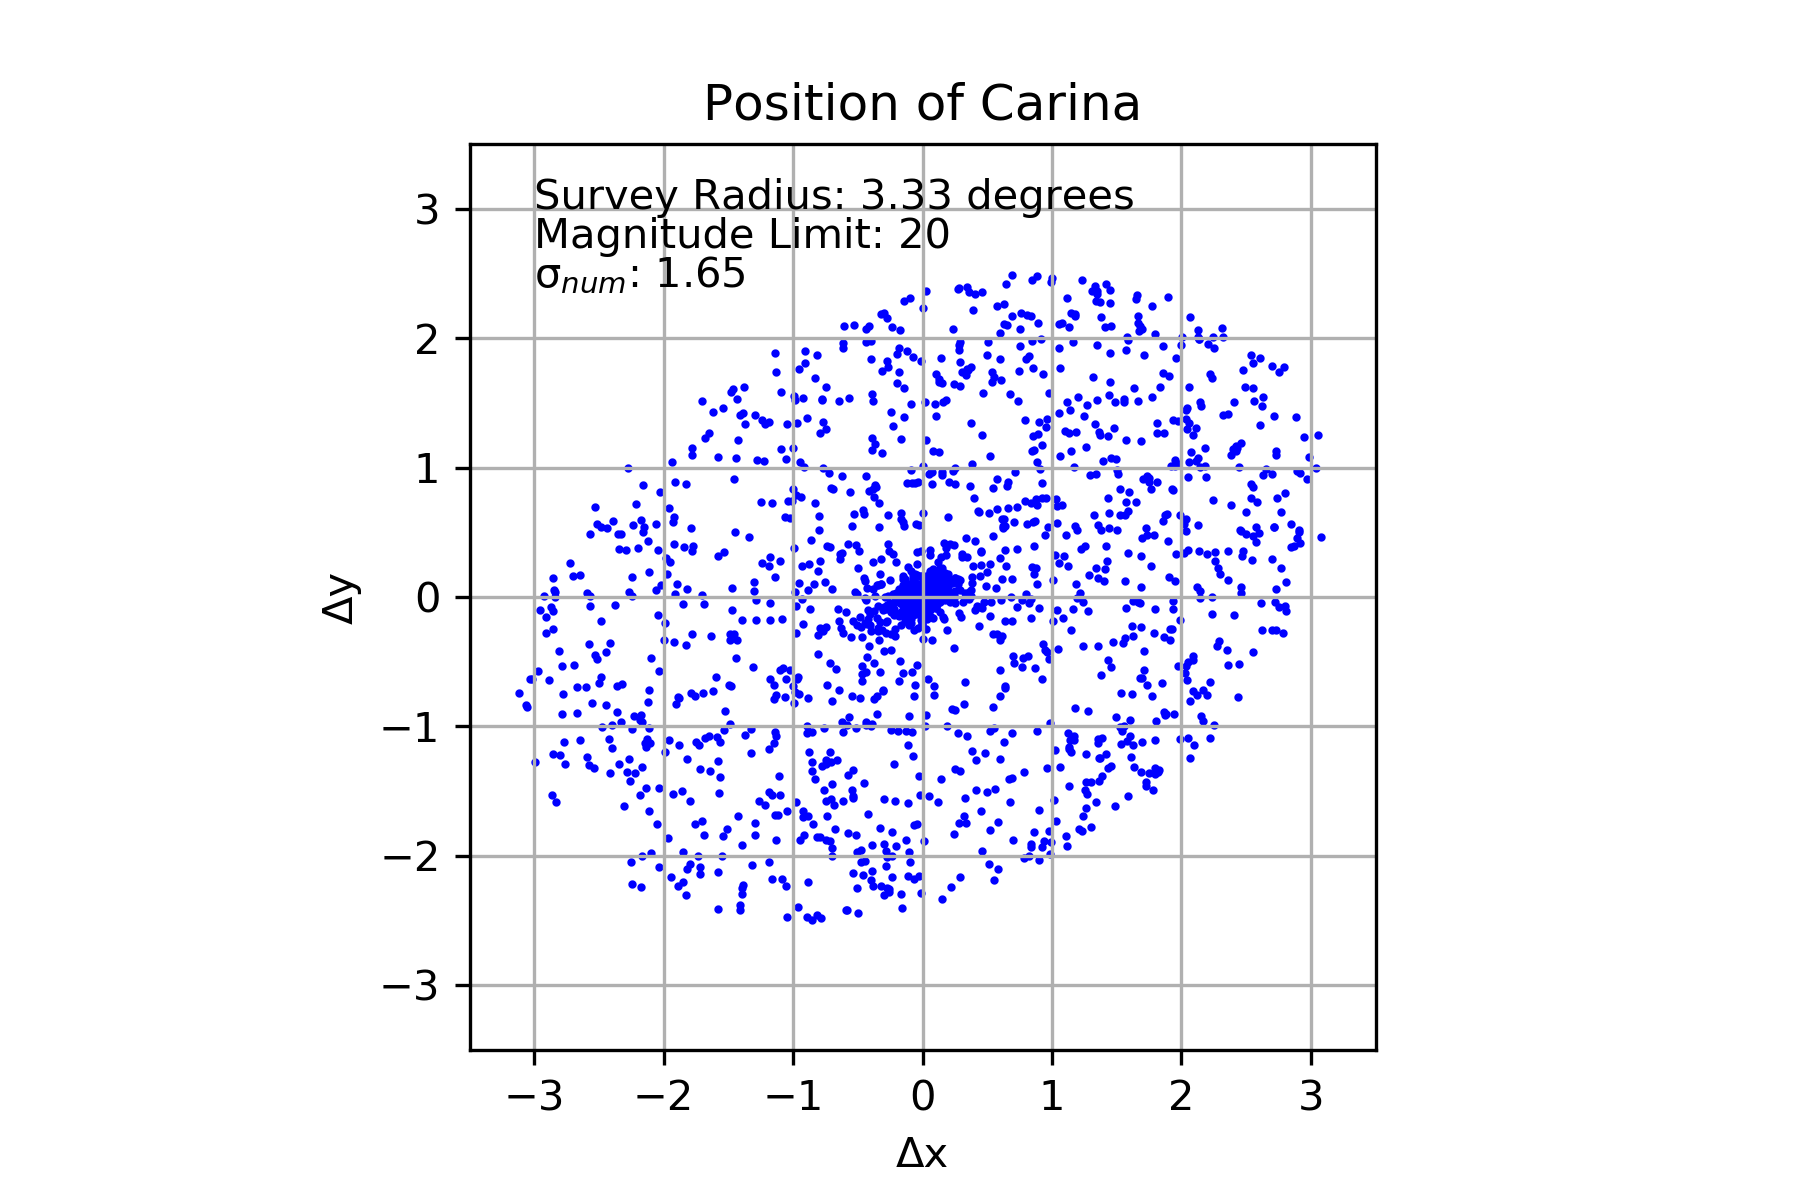 Position of Carina
Survey Radius: 3.33 degrees
Magnitude Limit: 20
σnum: 1.65
3
2
1
0
−1
−2
−3
Δy
−3 −2 −1 0 1 2 3
Δx